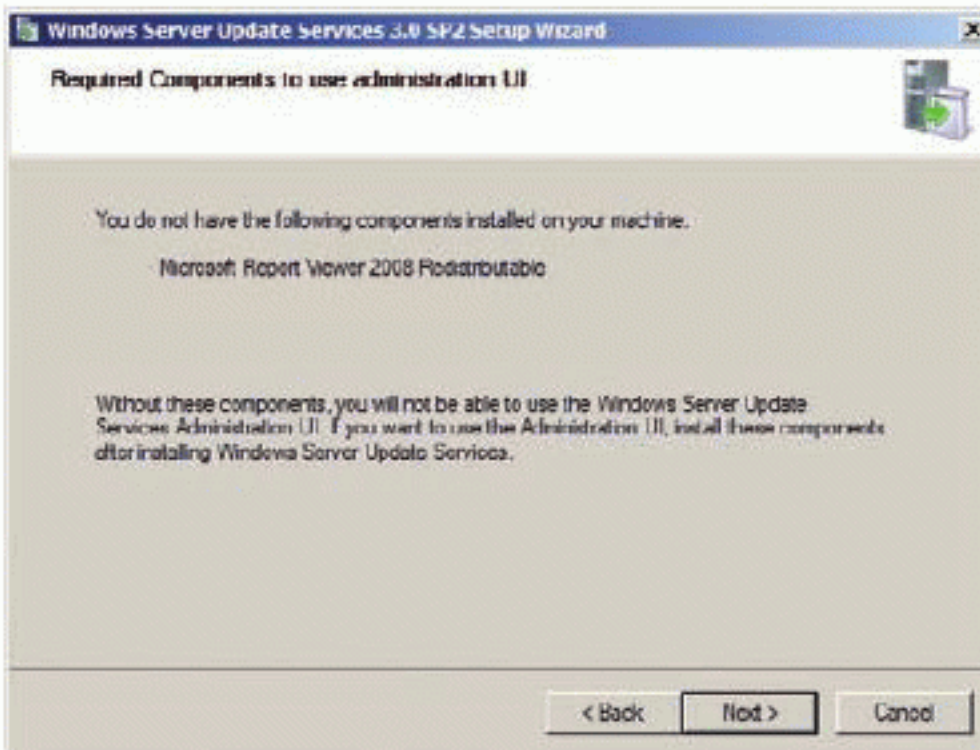 Windows Server Update Services 3.0 SP2 Setup Wizard
Required Components to use administration UI
You do not have the following components installed on your machine.
- Microsoft Report Viewer 2008 Redistributable
Without these components, you will not be able to use the Windows Server Update
Services Administration UI. If you want to use the Administration UI, install these components
after installing Windows Server Update Services.
< Back
Next >
Cancel